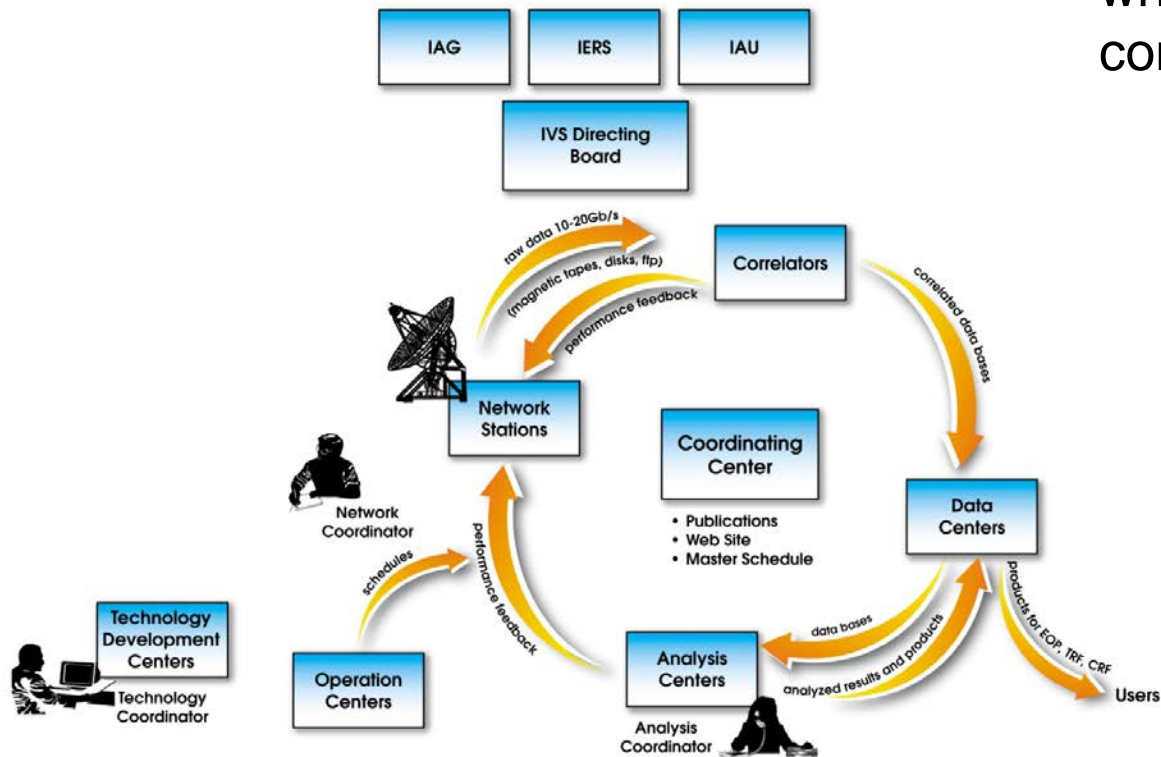 IAG
IERS
IAU
IVS Directing
Board
raw data 10-20Gb/s
(magnetic tapes, disks, ftp)
performance feedback
Correlators
correlated data bases
Network
Stations
Coordinating
Center
• Publications
• Web Site
• Master Schedule
Data
Centers
Network
Coordinator
schedules
performance feedback
Technology
Development
Centers
Technology
Coordinator
Operation
Centers
data bases
analyzed results and products
products for EOP, TRF, CRF
Analysis
Centers
Users
Analysis
Coordinator